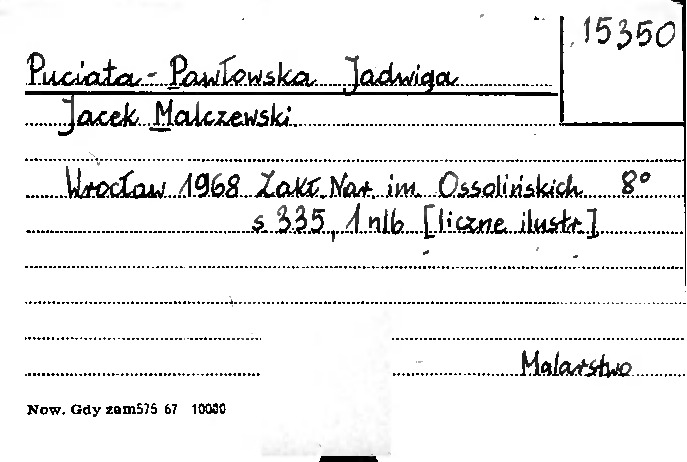 15350
Puciata-Pawłowska Jadwiga
Jacek Malczewski
Wrocław 1968 Zakł. Nar. im. Ossolińskich 8°
s 335, 1 nlb [liczne ilustr.]
Malarstwo
Now. Gdy zam575 67 10000